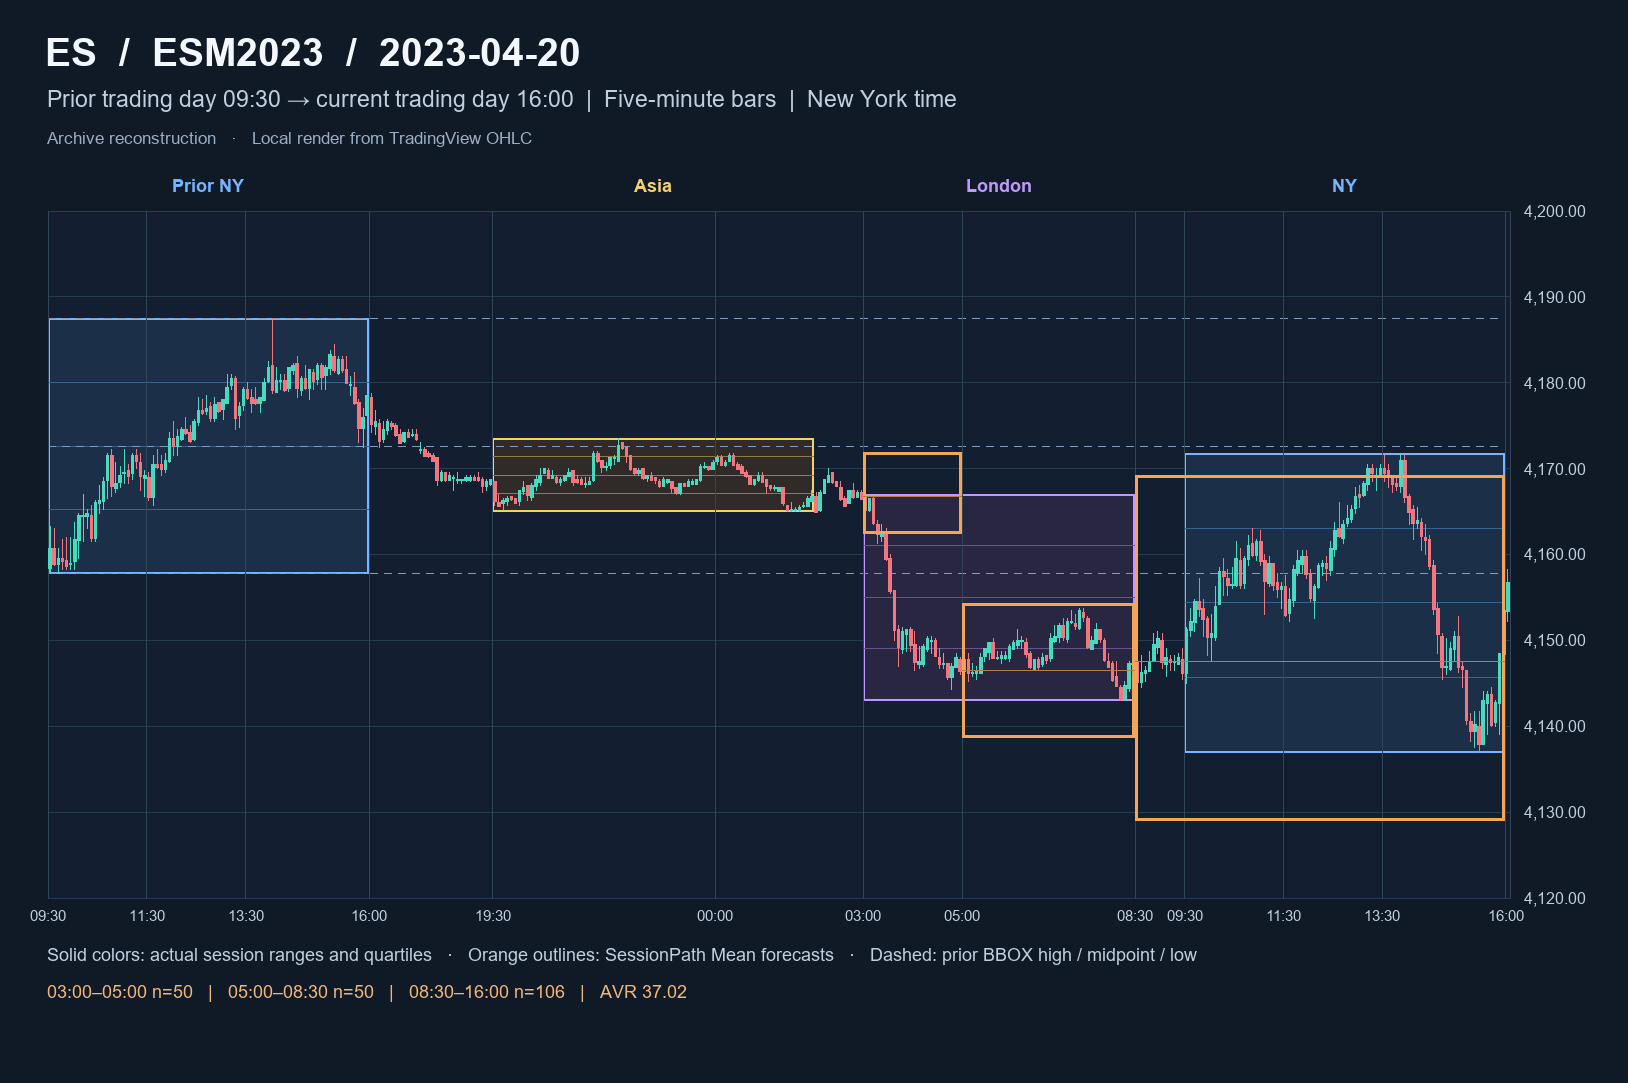 ES / ESM2023 / 2023-04-20
Prior trading day 09:30 → current trading day 16:00 | Five-minute bars | New York time
Archive reconstruction · Local render from TradingView OHLC
Prior NY Asia London NY
4,200.00
4,190.00
4,180.00
4,170.00
4,160.00
4,150.00
4,140.00
4,130.00
4,120.00
09:30 11:30 13:30 16:00 19:30 00:00 03:00 05:00 08:30 09:30 11:30 13:30 16:00
Solid colors: actual session ranges and quartiles · Orange outlines: SessionPath Mean forecasts · Dashed: prior BBOX high / midpoint / low
03:00–05:00 n=50 | 05:00–08:30 n=50 | 08:30–16:00 n=106 | AVR 37.02